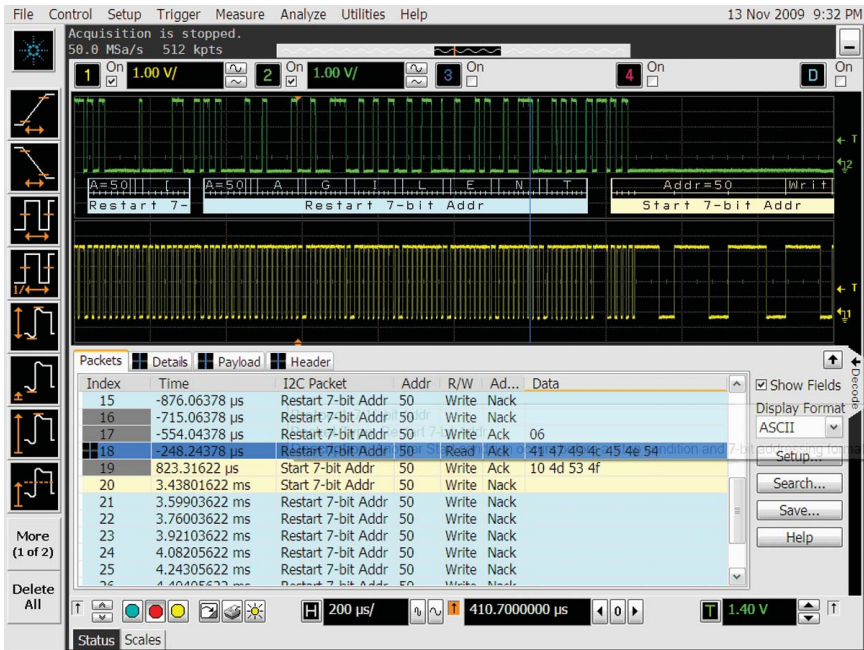 File Control Setup Trigger Measure Analyze Utilities Help 13 Nov 2009 9:32 PM
Acquisition is stopped.
50.0 MSa/s 512 kpts
1 On 1.00 V/ 2 On 1.00 V/ 3 On 4 On D On
T
2
A=50 A=50 A G I L E N T Addr=50 Writ
Restart 7- Restart 7-bit Addr Start 7-bit Addr
T
1
1/
More
(1 of 2)
Delete
All
Packets Details Payload Header
Decode
Index Time I2C Packet Addr R/W Ad... Data
15 -876.06378 µs Restart 7-bit Addr 50 Write Nack
16 -715.06378 µs Restart 7-bit Addr 50 Write Nack
17 -554.04378 µs Restart 7-bit Addr 50 Write Ack 06
18 -248.24378 µs Restart 7-bit Addr 50 Read Ack 41 47 49 4c 45 4e 54
19 823.31622 µs Start 7-bit Addr 50 Write Ack 10 4d 53 4f
20 3.43801622 ms Start 7-bit Addr 50 Write Nack
21 3.59903622 ms Restart 7-bit Addr 50 Write Nack
22 3.76003622 ms Restart 7-bit Addr 50 Write Nack
23 3.92103622 ms Restart 7-bit Addr 50 Write Nack
24 4.08205622 ms Restart 7-bit Addr 50 Write Nack
25 4.24305622 ms Restart 7-bit Addr 50 Write Nack
Show Fields
Display Format
ASCII
Setup...
Search...
Save...
Help
H 200 µs/ 410.7000000 µs 0 T 1.40 V
Status Scales